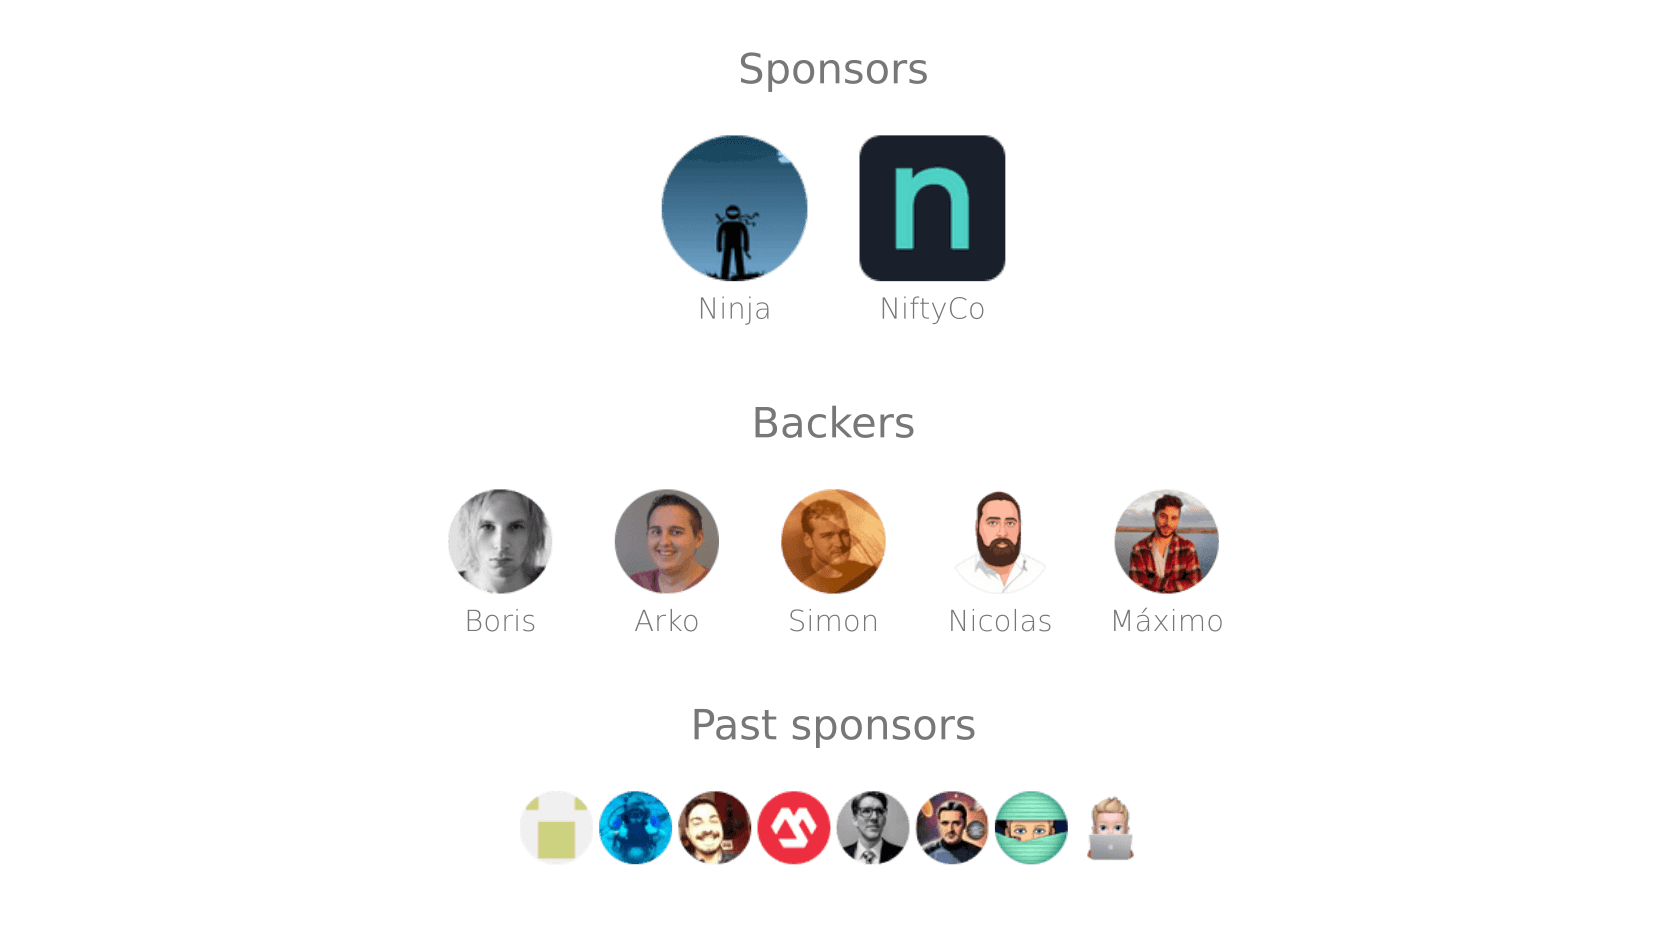 Sponsors
n
Ninja
NiftyCo
Backers
Boris
Arko
Simon
Nicolas
Máximo
Past sponsors